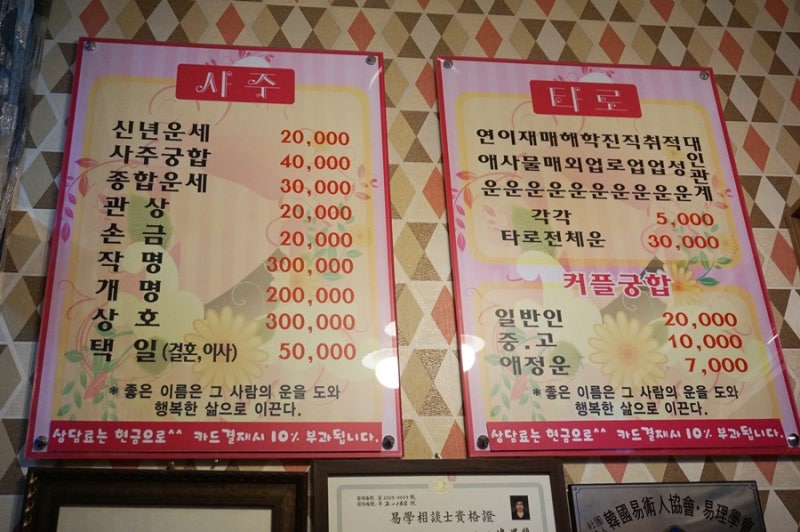 사주
신년운세 20,000
사주궁합 40,000
종합운세 30,000
관 상 20,000
손 금 20,000
작 명 300,000
개 명 200,000
상 호 300,000
택 일 (결혼,이사) 50,000
* 좋은 이름은 그 사람의 운을 도와
행복한 삶으로 이끈다.
상담료는 현금으로^^ 카드결재시 10% 부과됩니다.
타로
연이재매해학진직취적대
애사물매외업로업업성인
운운운운운운운운운운관
계
각각 5,000
타로전체운 30,000
커플궁합
일반인 20,000
중.고 10,000
애정운 7,000
* 좋은 이름은 그 사람의 운을 도와
행복한 삶으로 이끈다.
상담료는 현금으로^^ 카드결재시 10% 부과됩니다.
易學相談士資格證
韓國易術人協會·易理學會